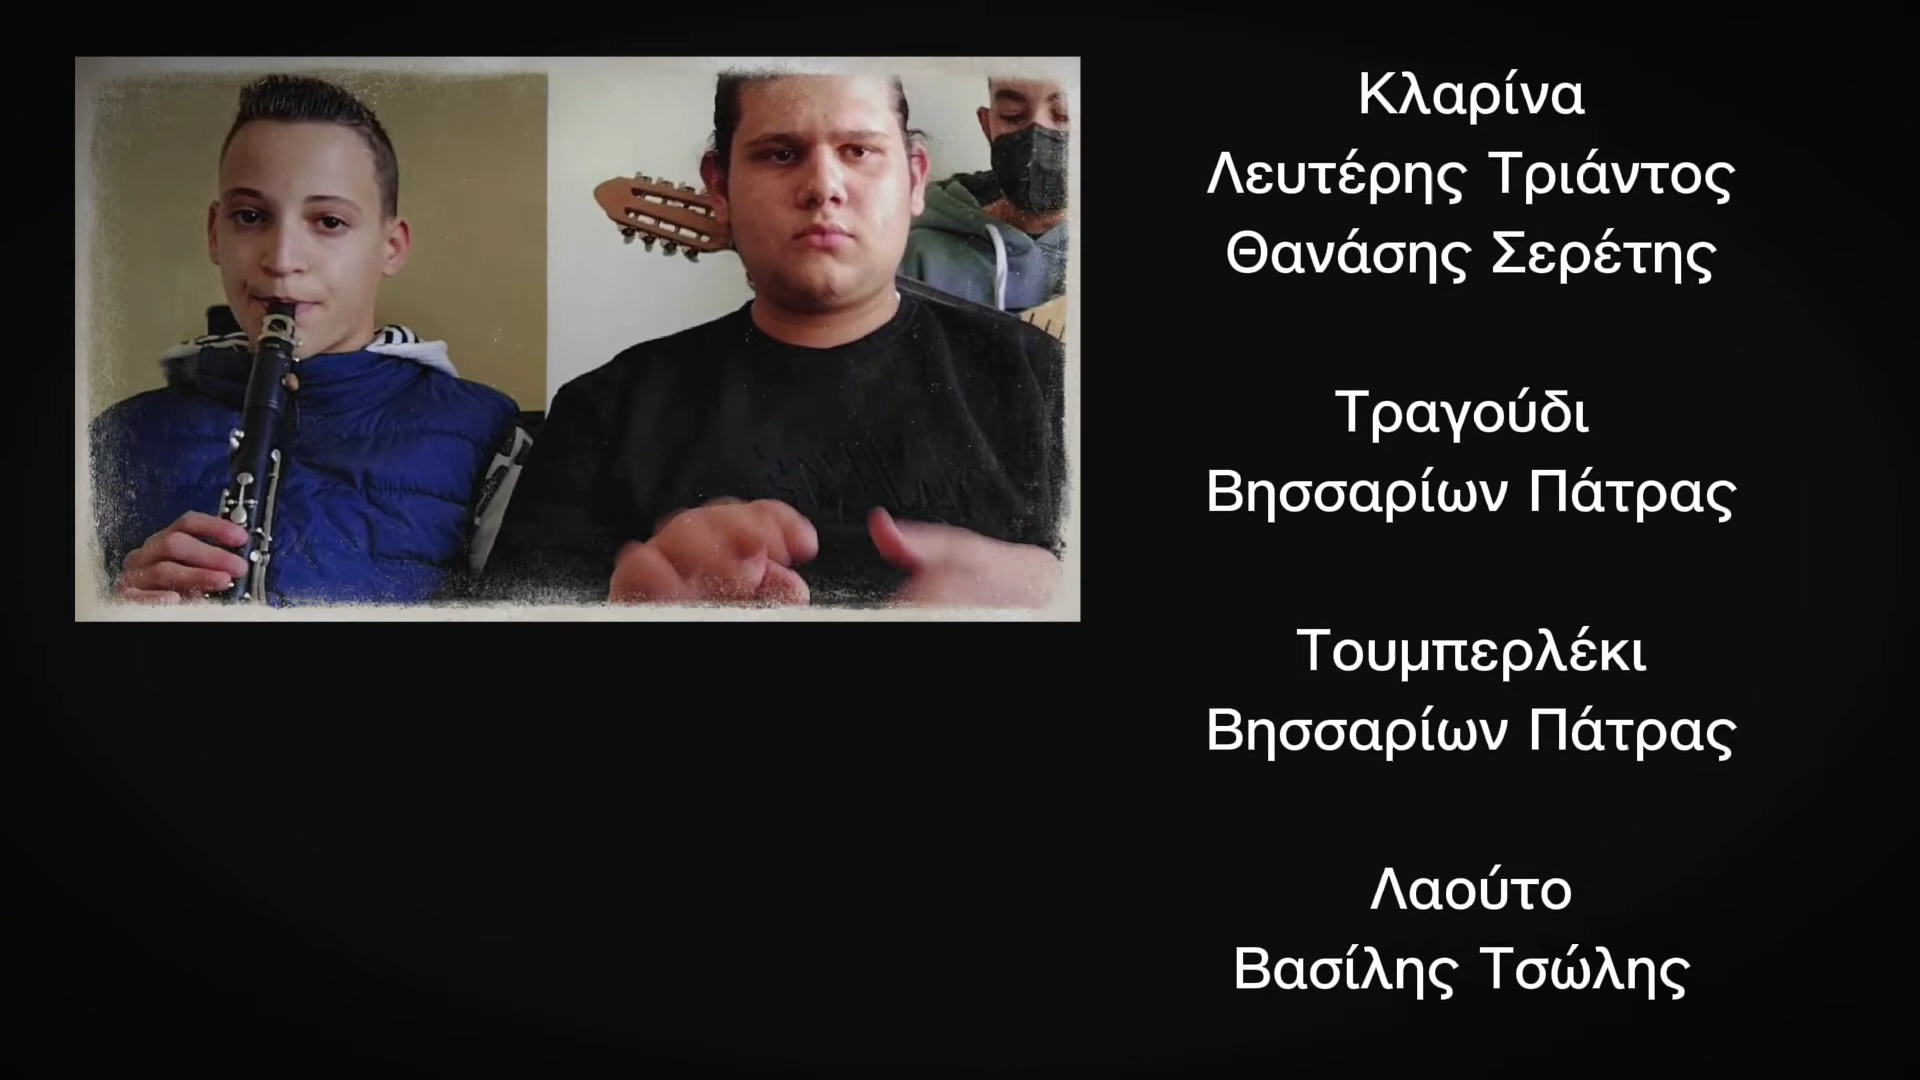 Κλαρίνα
Λευτέρης Τριάντος
Θανάσης Σερέτης
Τραγούδι
Βησσαρίων Πάτρας
Τουμπερλέκι
Βησσαρίων Πάτρας
Λαούτο
Βασίλης Τσώλης